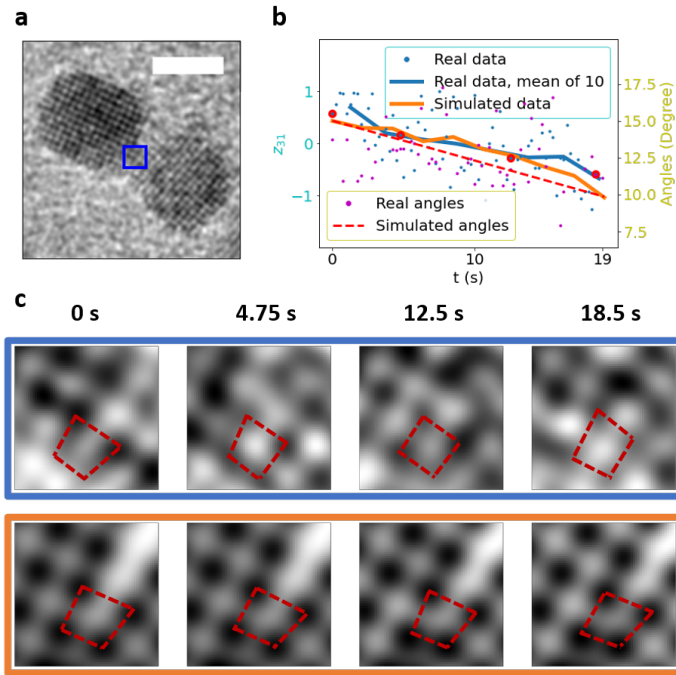 a
b
Real data
Real data, mean of 10
Simulated data
Real angles
Simulated angles
1
0
−1
z31
17.5
15.0
12.5
10.0
7.5
Angles (Degree)
0
10
19
t (s)
c
0 s
4.75 s
12.5 s
18.5 s